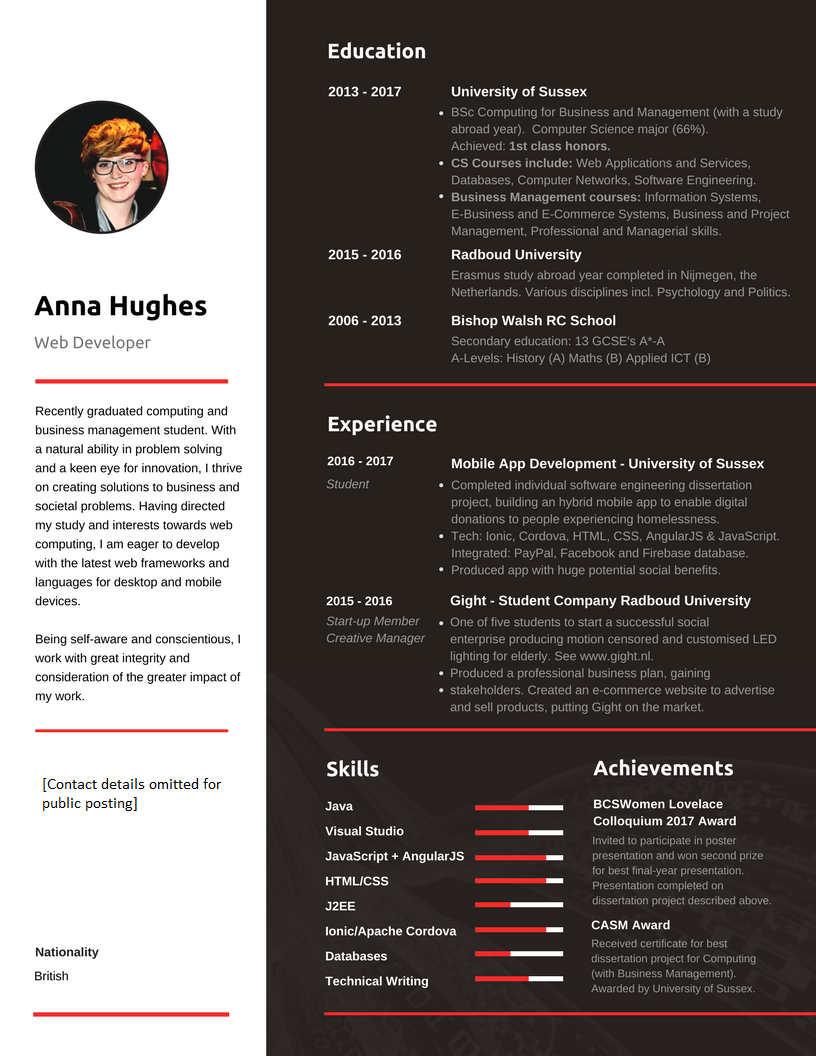 Anna Hughes
Web Developer
Recently graduated computing and
business management student. With
a natural ability in problem solving
and a keen eye for innovation, I thrive
on creating solutions to business and
societal problems. Having directed
my study and interests towards web
computing, I am eager to develop
with the latest web frameworks and
languages for desktop and mobile
devices.
Being self-aware and conscientious, I
work with great integrity and
consideration of the greater impact of
my work.
[Contact details omitted for
public posting]
Nationality
British
Education
2013 - 2017 University of Sussex
• BSc Computing for Business and Management (with a study
abroad year).  Computer Science major (66%).
Achieved: 1st class honors.
• CS Courses include: Web Applications and Services,
Databases, Computer Networks, Software Engineering.
• Business Management courses: Information Systems,
E-Business and E-Commerce Systems, Business and Project
Management, Professional and Managerial skills.
2015 - 2016 Radboud University
Erasmus study abroad year completed in Nijmegen, the
Netherlands. Various disciplines incl. Psychology and Politics.
2006 - 2013 Bishop Walsh RC School
Secondary education: 13 GCSE's A*-A
A-Levels: History (A) Maths (B) Applied ICT (B)
Experience
2016 - 2017 Mobile App Development - University of Sussex
Student
• Completed individual software engineering dissertation
project, building an hybrid mobile app to enable digital
donations to people experiencing homelessness.
• Tech: Ionic, Cordova, HTML, CSS, AngularJS & JavaScript.
Integrated: PayPal, Facebook and Firebase database.
• Produced app with huge potential social benefits.
2015 - 2016 Gight - Student Company Radboud University
Start-up Member
Creative Manager
• One of five students to start a successful social
enterprise producing motion censored and customised LED
lighting for elderly. See www.gight.nl.
• Produced a professional business plan, gaining
• stakeholders. Created an e-commerce website to advertise
and sell products, putting Gight on the market.
Skills
Java
Visual Studio
JavaScript + AngularJS
HTML/CSS
J2EE
Ionic/Apache Cordova
Databases
Technical Writing
Achievements
BCSWomen Lovelace
Colloquium 2017 Award
Invited to participate in poster
presentation and won second prize
for best final-year presentation.
Presentation completed on
dissertation project described above.
CASM Award
Received certificate for best
dissertation project for Computing
(with Business Management).
Awarded by University of Sussex.